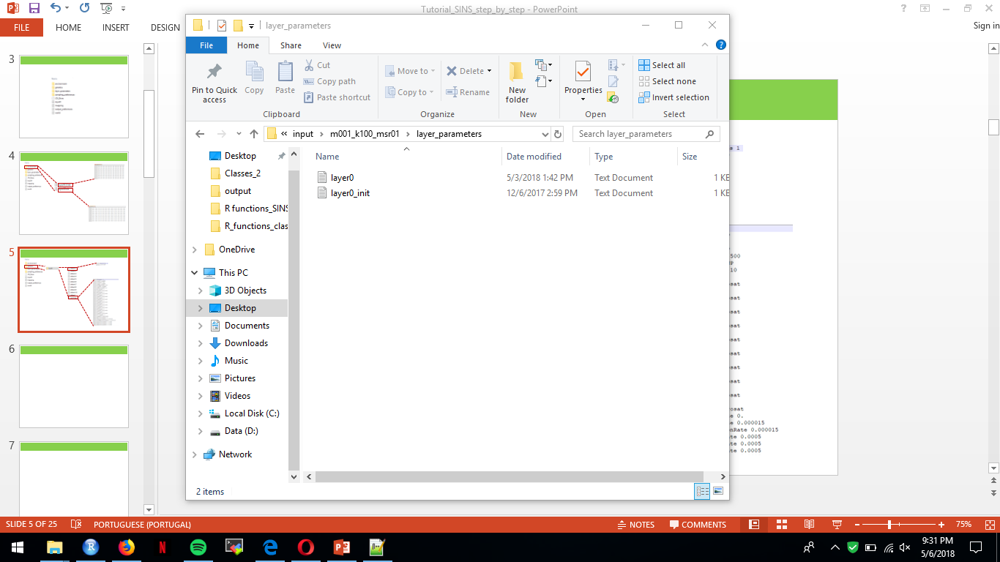 Tutorial_SINS_step_by_step - PowerPoint
FILE HOME INSERT DESIGN
Sign in
layer_parameters
File Home Share View
Pin to Quick access
Copy
Paste
Cut
Copy path
Paste shortcut
Clipboard
Move to
Copy to
Delete
Rename
Organize
New folder
New
Properties
Open
Select all
Select none
Invert selection
Select
« input › m001_k100_msr01 › layer_parameters
Search layer_parameters
Name Date modified Type Size
layer0 5/3/2018 1:42 PM Text Document 1 KB
layer0_init 12/6/2017 2:59 PM Text Document 1 KB
Desktop
Classes_2
output
R functions_SINS
R_functions_clas
OneDrive
This PC
3D Objects
Desktop
Documents
Downloads
Music
Pictures
Videos
Local Disk (C:)
Data (D:)
Network
2 items
3
4
5
6
7
s 1
500
10
sat
sat
sat
sat
sat
sat
sat
sat
sat
osat
e 0.
e 0.000015
nRate 0.000015
te 0.0005
te 0.0005
te 0.0005
SLIDE 5 OF 25 PORTUGUESE (PORTUGAL) NOTES COMMENTS 75%
9:31 PM
5/6/2018